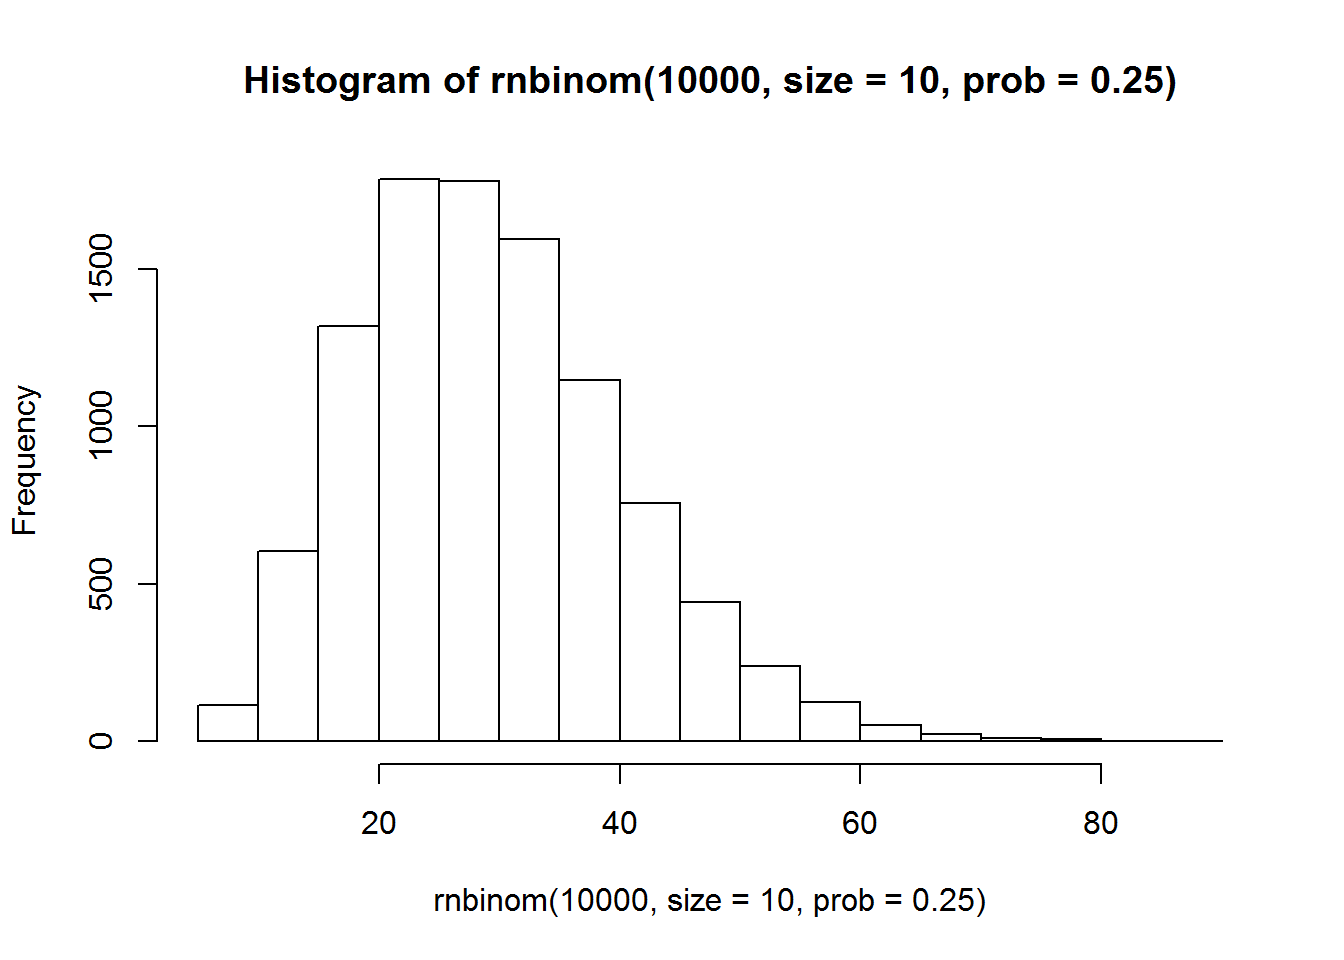 Histogram of rnbinom(10000, size = 10, prob = 0.25)
Frequency
1500
1000
500
0
20 40 60 80
rnbinom(10000, size = 10, prob = 0.25)